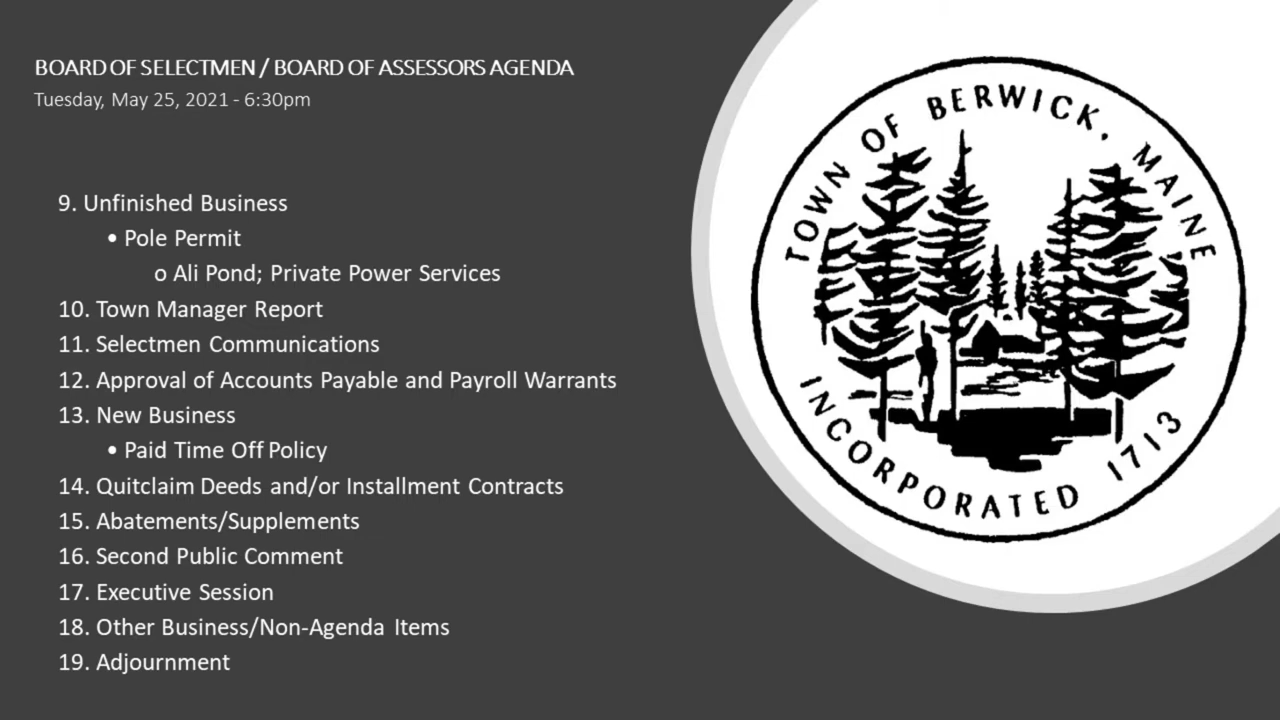 BOARD OF SELECTMEN / BOARD OF ASSESSORS AGENDA
Tuesday, May 25, 2021 - 6:30pm
9. Unfinished Business
• Pole Permit
o Ali Pond; Private Power Services
10. Town Manager Report
11. Selectmen Communications
12. Approval of Accounts Payable and Payroll Warrants
13. New Business
• Paid Time Off Policy
14. Quitclaim Deeds and/or Installment Contracts
15. Abatements/Supplements
16. Second Public Comment
17. Executive Session
18. Other Business/Non-Agenda Items
19. Adjournment
TOWN OF BERWICK, MAINE
INCORPORATED 1713